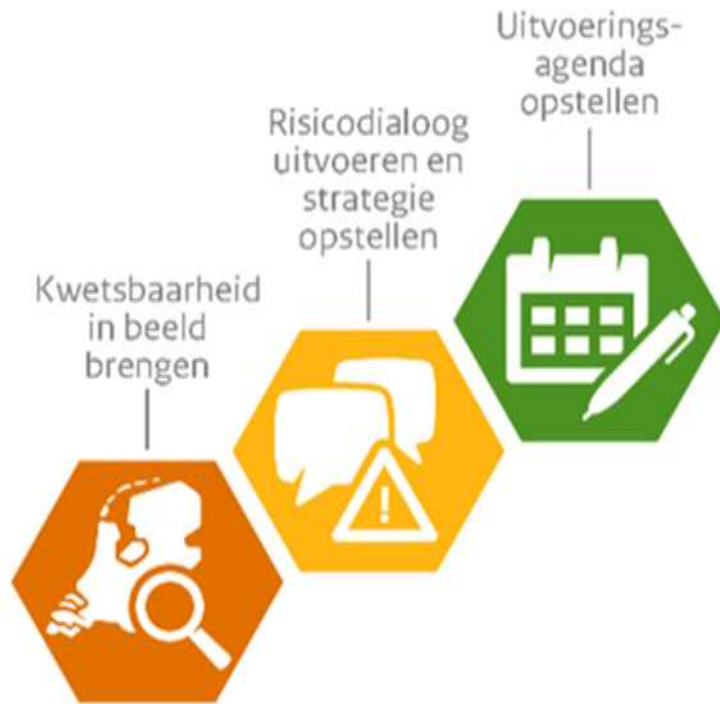 Kwetsbaarheid
in beeld
brengen
Risicodialoog
uitvoeren en
strategie
opstellen
Uitvoerings-
agenda
opstellen
!